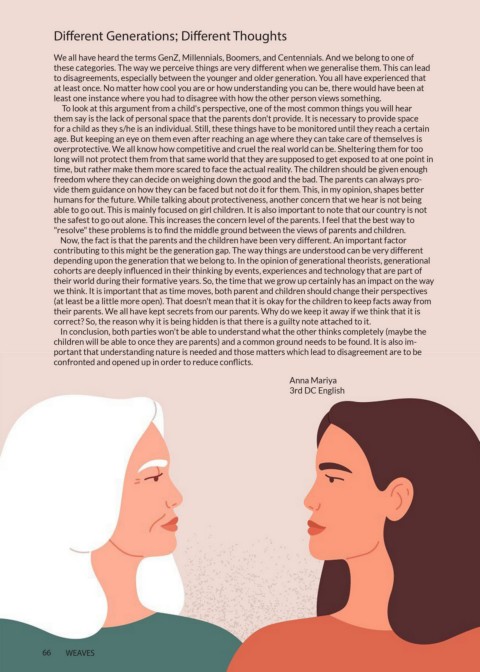 Different Generations; Different Thoughts
We all have heard the terms GenZ, Millennials, Boomers, and Centennials. And we belong to one of
these categories. The way we perceive things are very different when we generalise them. This can lead
to disagreements, especially between the younger and older generation. You all have experienced that
at least once. No matter how cool you are or how understanding you can be, there would have been at
least one instance where you had to disagree with how the other person views something.
To look at this argument from a child's perspective, one of the most common things you will hear
them say is the lack of personal space that the parents don't provide. It is necessary to provide space
for a child as they s/he is an individual. Still, these things have to be monitored until they reach a certain
age. But keeping an eye on them even after reaching an age where they can take care of themselves is
overprotective. We all know how competitive and cruel the real world can be. Sheltering them for too
long will not protect them from that same world that they are supposed to get exposed to at one point in
time, but rather make them more scared to face the actual reality. The children should be given enough
freedom where they can decide on weighing down the good and the bad. The parents can always pro-
vide them guidance on how they can be faced but not do it for them. This, in my opinion, shapes better
humans for the future. While talking about protectiveness, another concern that we hear is not being
able to go out. This is mainly focused on girl children. It is also important to note that our country is not
the safest to go out alone. This increases the concern level of the parents. I feel that the best way to
"resolve" these problems is to find the middle ground between the views of parents and children.
Now, the fact is that the parents and the children have been very different. An important factor
contributing to this might be the generation gap. The way things are understood can be very different
depending upon the generation that we belong to. In the opinion of generational theorists, generational
cohorts are deeply influenced in their thinking by events, experiences and technology that are part of
their world during their formative years. So, the time that we grow up certainly has an impact on the way
we think. It is important that as time moves, both parent and children should change their perspectives
(at least be a little more open). That doesn't mean that it is okay for the children to keep facts away from
their parents. We all have kept secrets from our parents. Why do we keep it away if we think that it is
correct? So, the reason why it is being hidden is that there is a guilty note attached to it.
In conclusion, both parties won't be able to understand what the other thinks completely (maybe the
children will be able to once they are parents) and a common ground needs to be found. It is also im-
portant that understanding nature is needed and those matters which lead to disagreement are to be
confronted and opened up in order to reduce conflicts.
Anna Mariya
3rd DC English
66 WEAVES